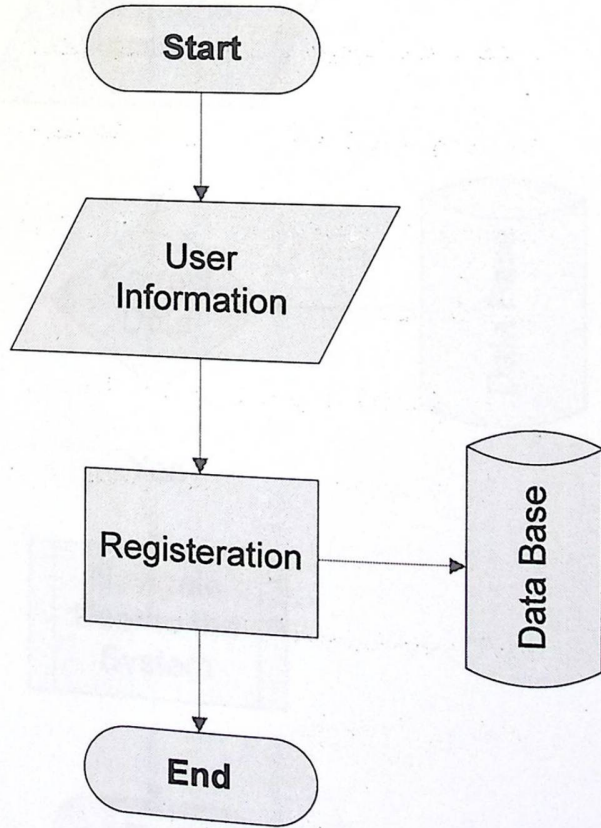 Start
User
Information
Registeration
Data Base
End